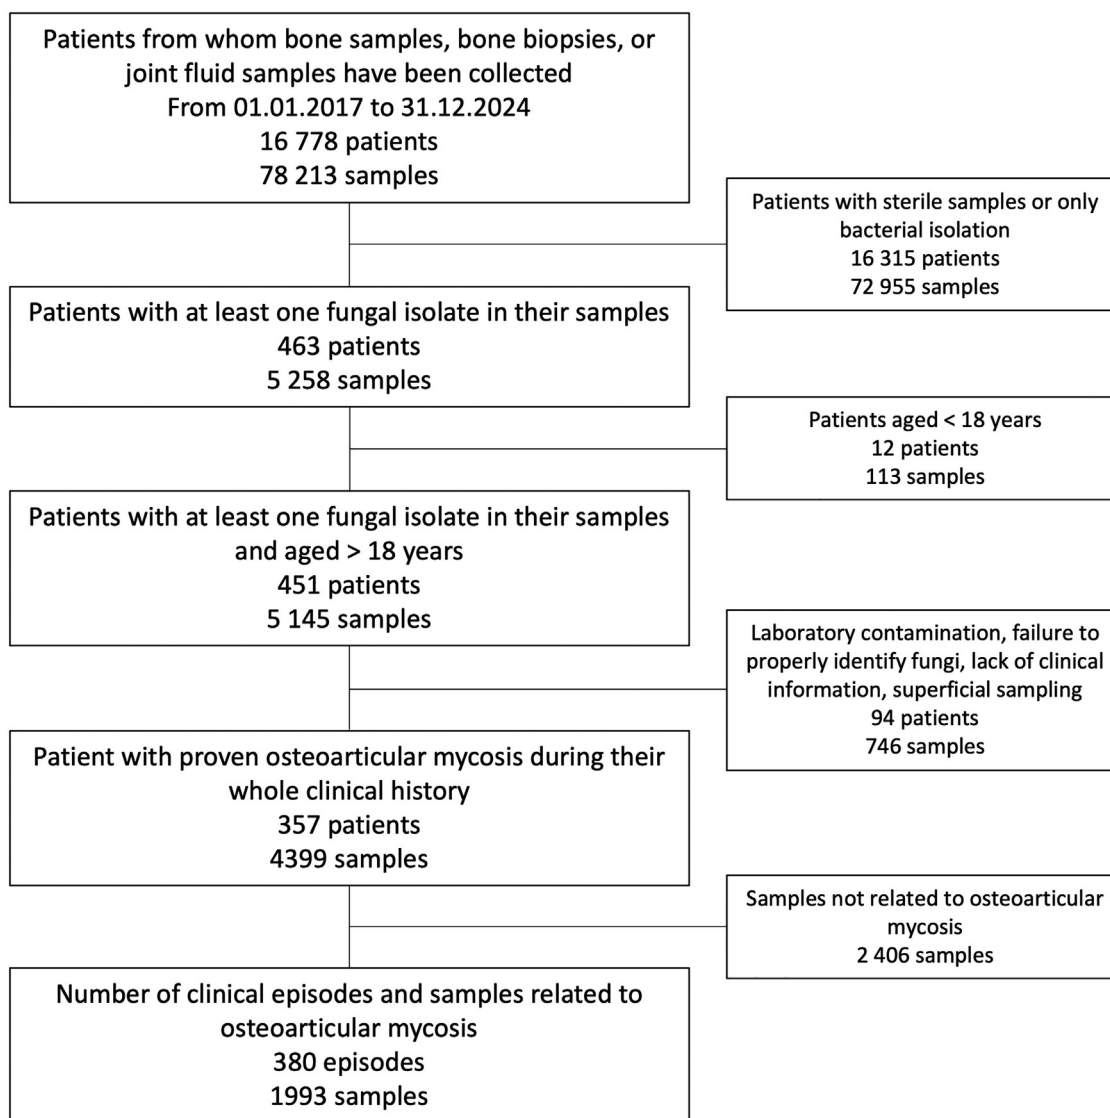 Patients from whom bone samples, bone biopsies, or
joint fluid samples have been collected
From 01.01.2017 to 31.12.2024
16 778 patients
78 213 samples
Patients with sterile samples or only
bacterial isolation
16 315 patients
72 955 samples
Patients with at least one fungal isolate in their samples
463 patients
5 258 samples
Patients aged < 18 years
12 patients
113 samples
Patients with at least one fungal isolate in their samples
and aged > 18 years
451 patients
5 145 samples
Laboratory contamination, failure to
properly identify fungi, lack of clinical
information, superficial sampling
94 patients
746 samples
Patient with proven osteoarticular mycosis during their
whole clinical history
357 patients
4399 samples
Samples not related to osteoarticular
mycosis
2 406 samples
Number of clinical episodes and samples related to
osteoarticular mycosis
380 episodes
1993 samples